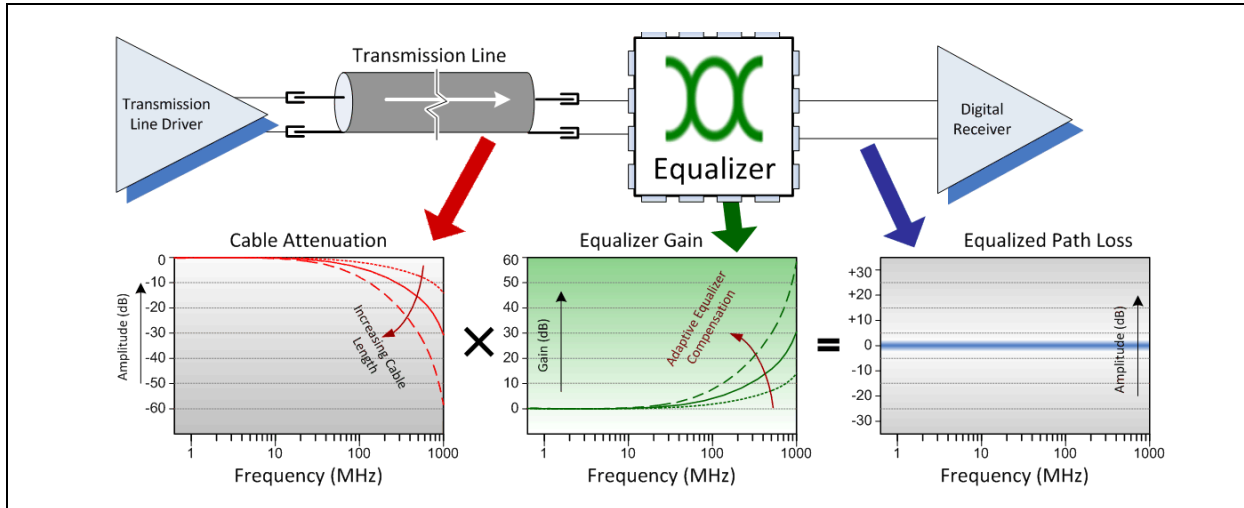 Transmission Line
Transmission
Line Driver
Equalizer
Digital
Receiver
Cable Attenuation
Amplitude (dB)
0
-10
-20
-30
-40
-50
-60
Increasing Cable
Length
1
10
100
1000
Frequency (MHz)
×
Equalizer Gain
Gain (dB)
60
50
40
30
20
10
0
Adaptive Equalizer
Compensation
1
10
100
1000
Frequency (MHz)
=
Equalized Path Loss
+30
+20
+10
0
-10
-20
-30
Amplitude (dB)
1
10
100
1000
Frequency (MHz)